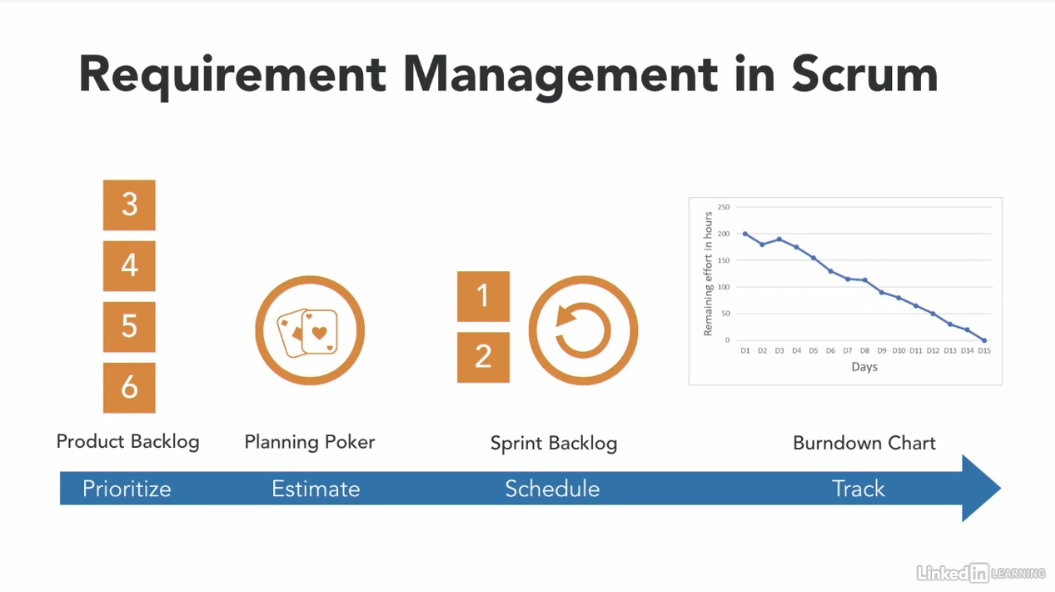 Requirement Management in Scrum
3
4
5
6
Product Backlog
Planning Poker
1
2
Sprint Backlog
Remaining effort in hours
250
200
150
100
50
0
D1 D2 D3 D4 D5 D6 D7 D8 D9 D10 D11 D12 D13 D14 D15
Days
Burndown Chart
Prioritize Estimate Schedule Track
LinkedIn LEARNING